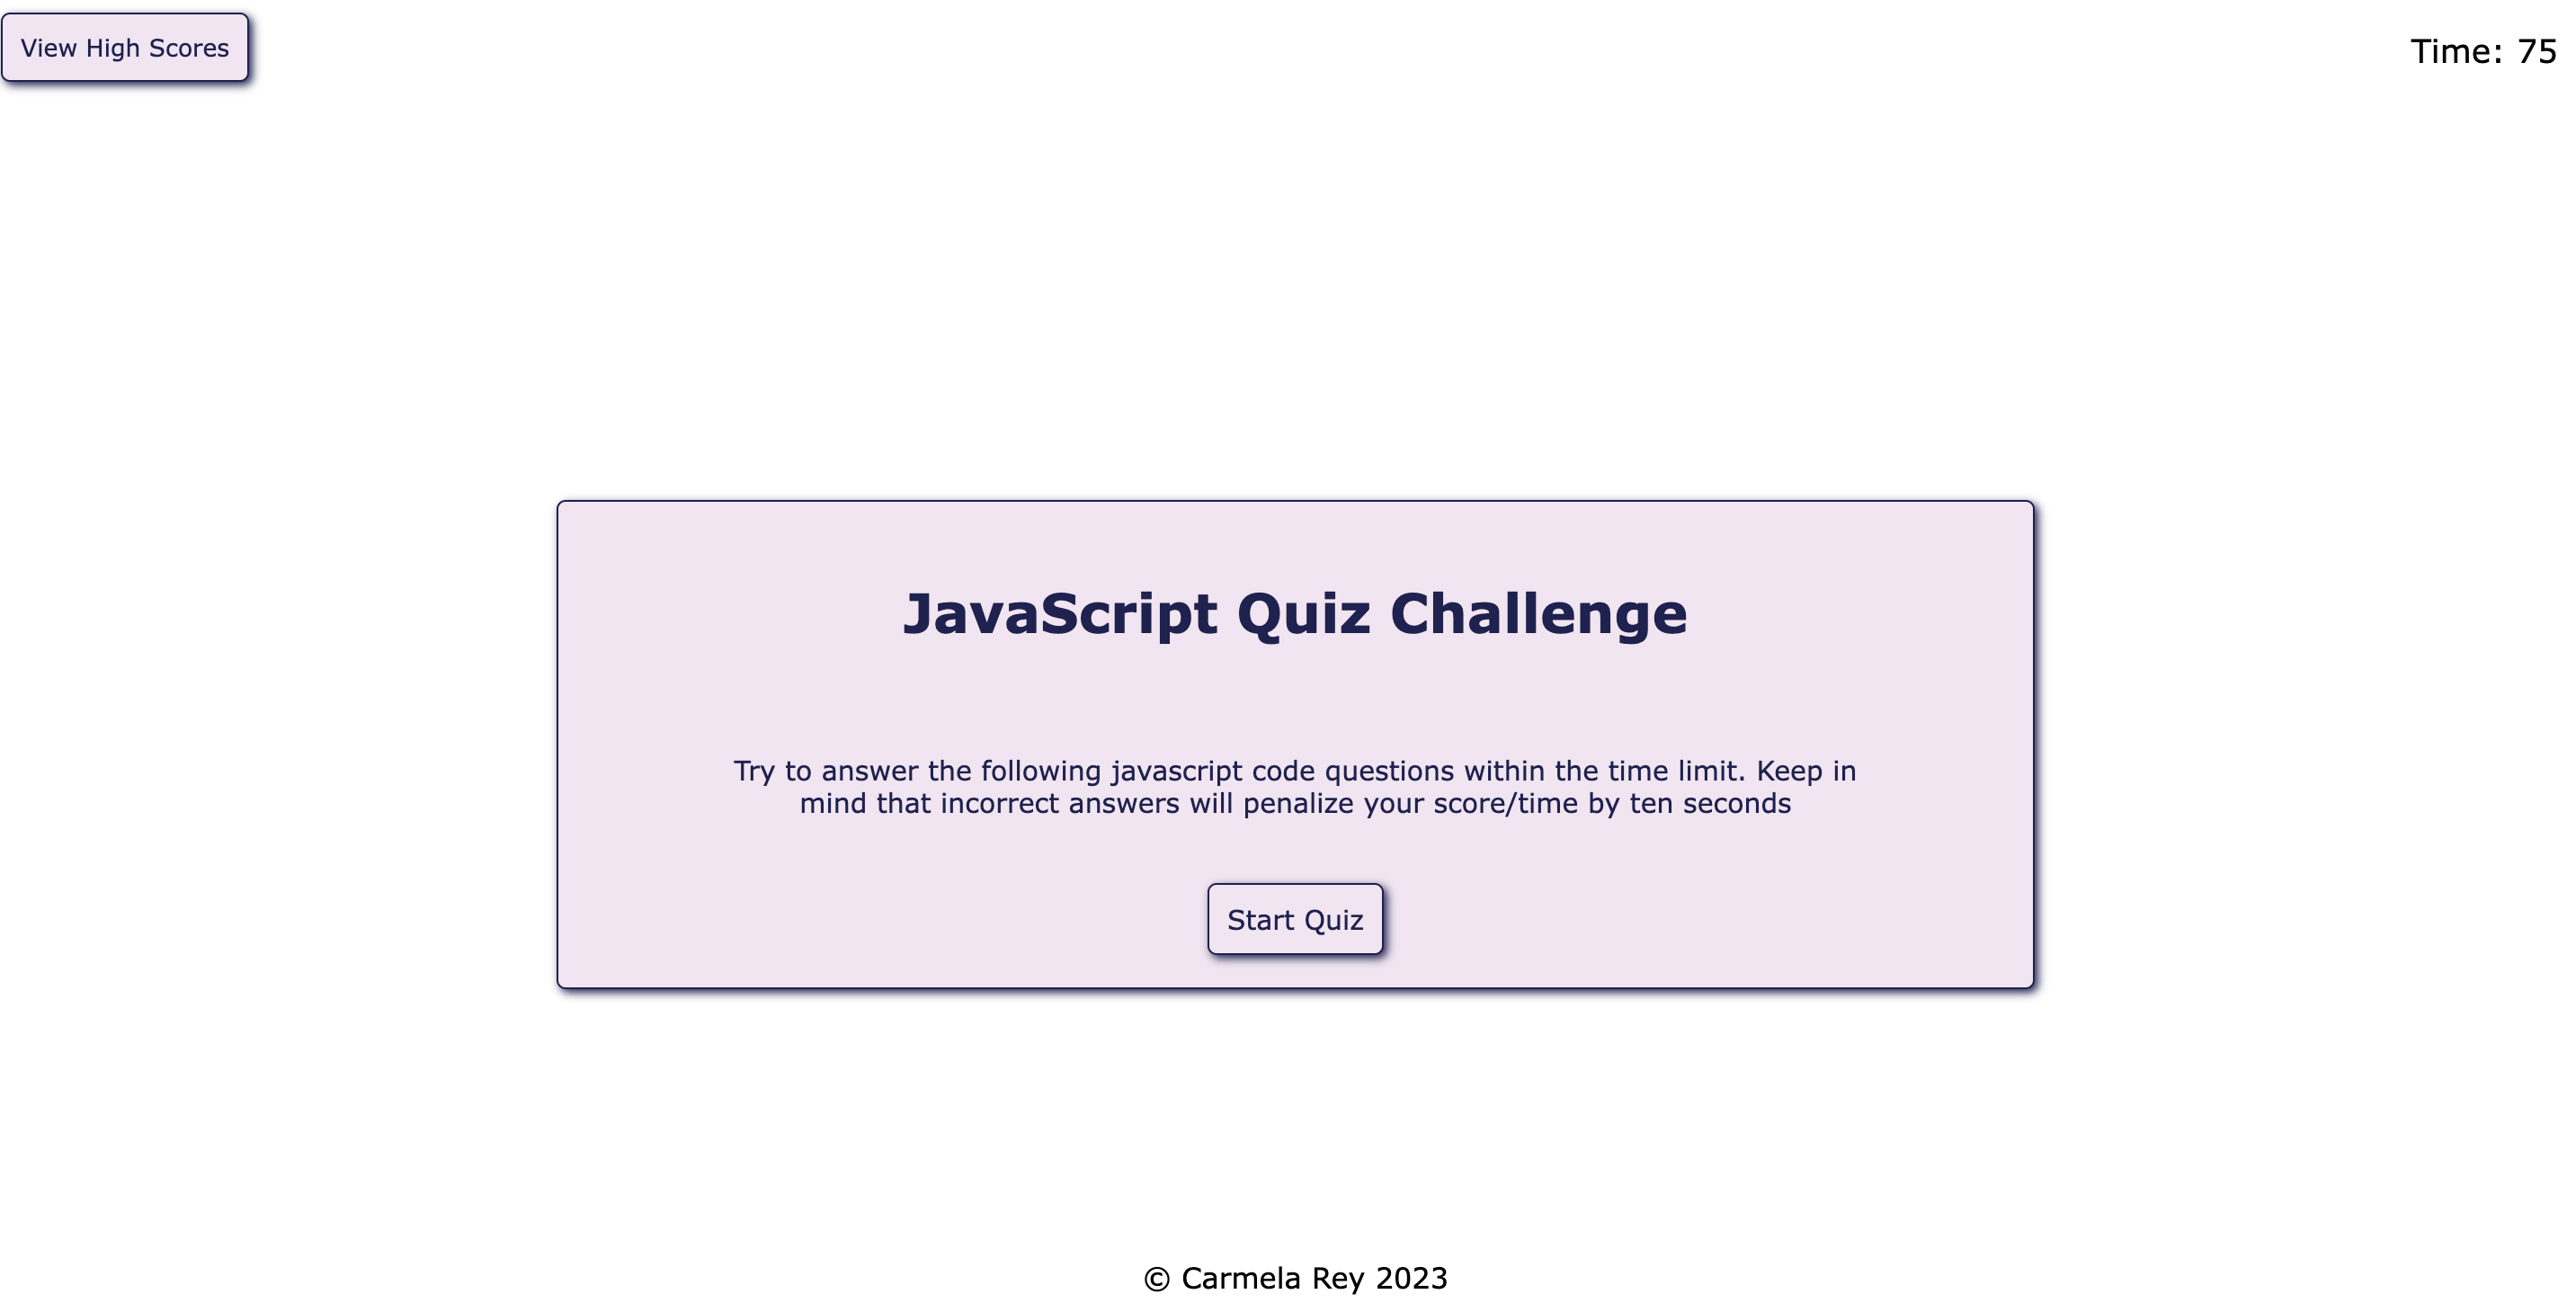 View High Scores
Time: 75
JavaScript Quiz Challenge
Try to answer the following javascript code questions within the time limit. Keep in
mind that incorrect answers will penalize your score/time by ten seconds
Start Quiz
© Carmela Rey 2023